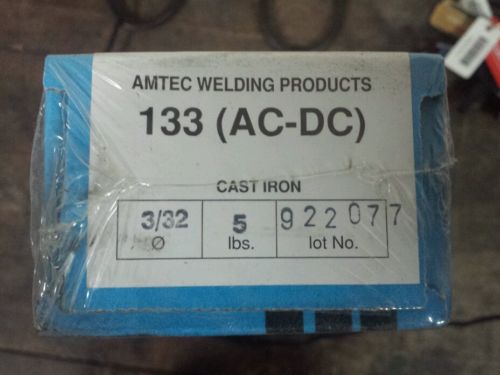 AMTEC WELDING PRODUCTS
133 (AC-DC)
CAST IRON
3/32 5 922077
Ø lbs. lot No.